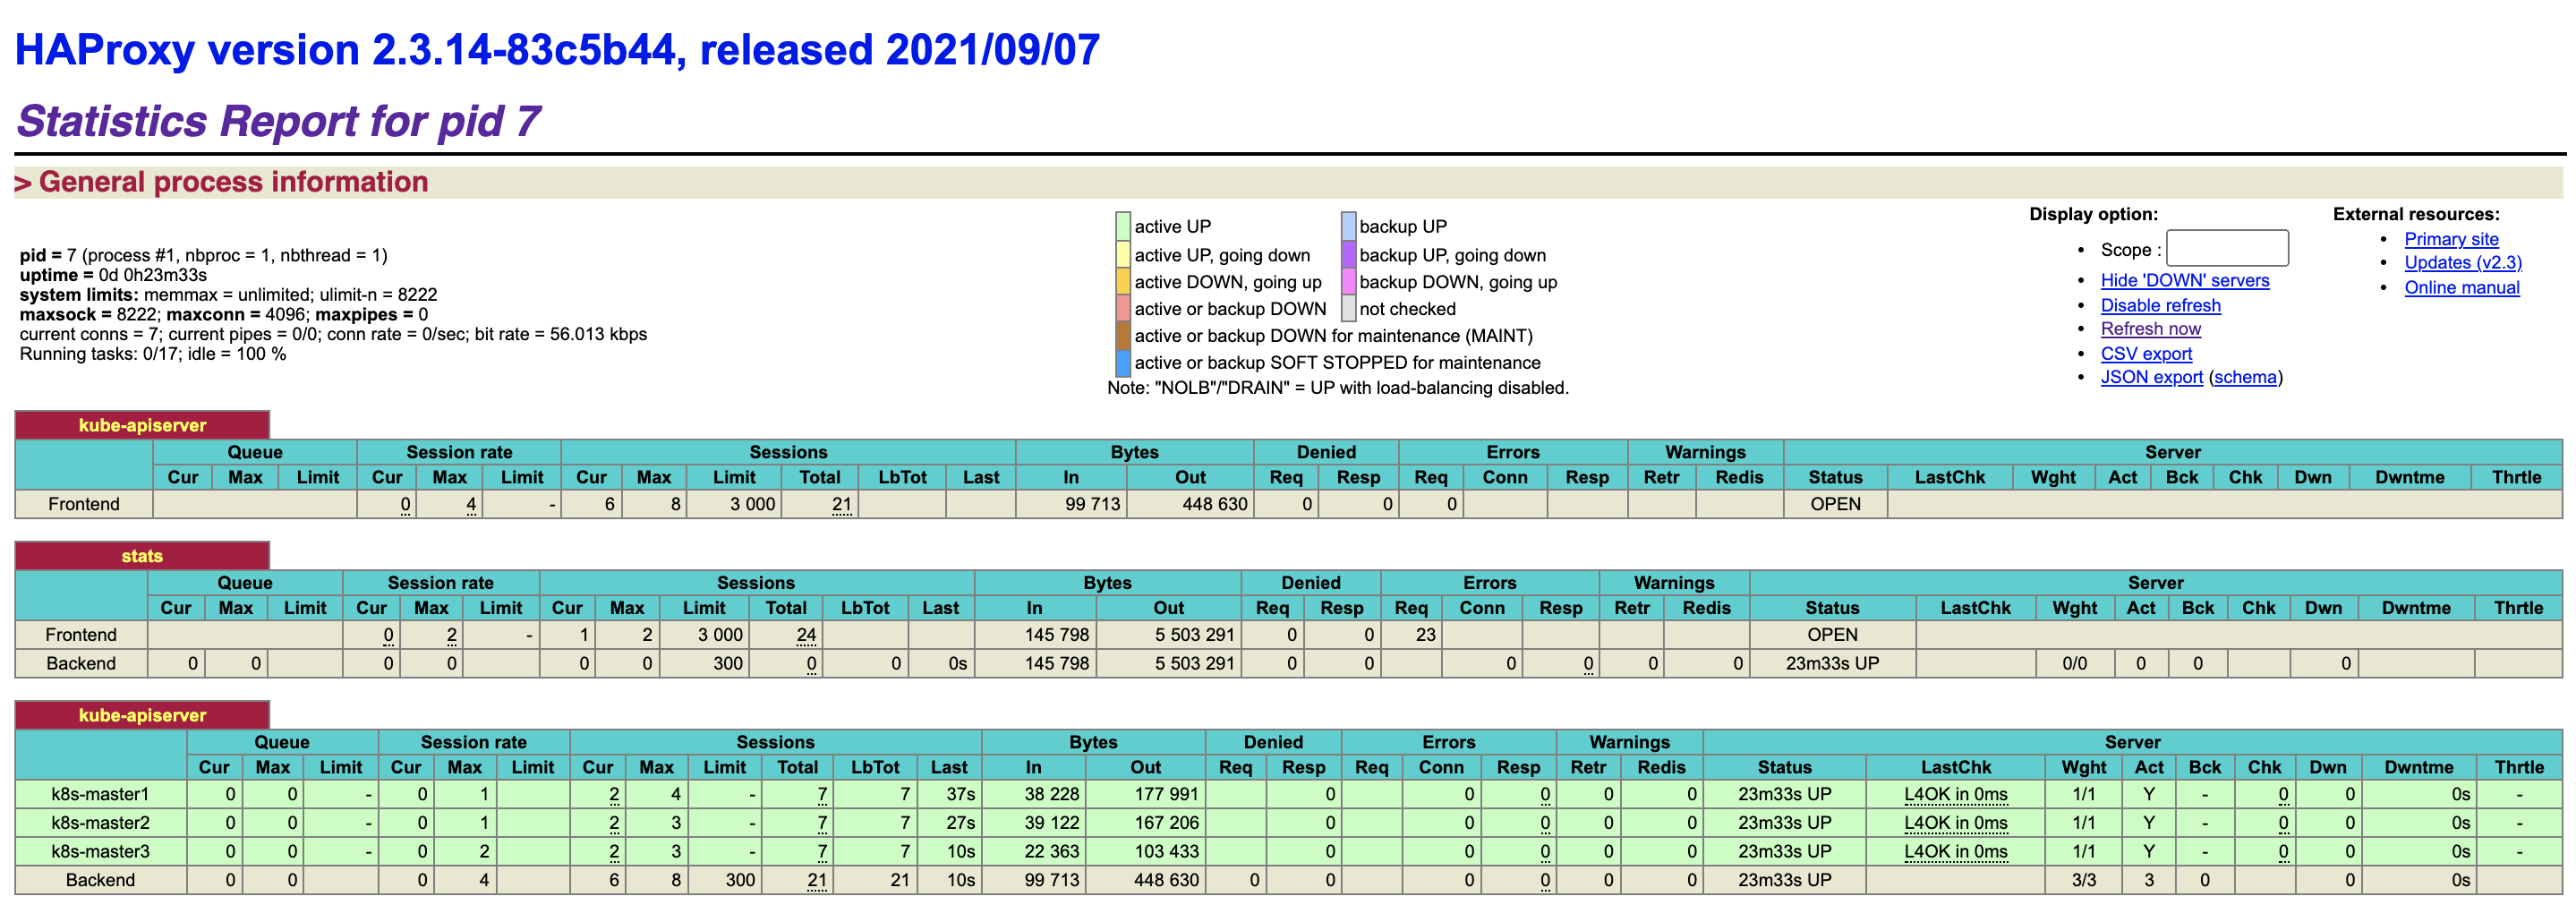 HAProxy version 2.3.14-83c5b44, released 2021/09/07
Statistics Report for pid 7
> General process information
pid = 7 (process #1, nbproc = 1, nbthread = 1)
uptime = 0d 0h23m33s
system limits: memmax = unlimited; ulimit-n = 8222
maxsock = 8222; maxconn = 4096; maxpipes = 0
current conns = 7; current pipes = 0/0; conn rate = 0/sec; bit rate = 56.013 kbps
Running tasks: 0/17; idle = 100 %
active UP backup UP
active UP, going down backup UP, going down
active DOWN, going up backup DOWN, going up
active or backup DOWN not checked
active or backup DOWN for maintenance (MAINT)
active or backup SOFT STOPPED for maintenance
Note: "NOLB"/"DRAIN" = UP with load-balancing disabled.
Display option:
• Scope :
• Hide 'DOWN' servers
• Disable refresh
• Refresh now
• CSV export
• JSON export (schema)
External resources:
• Primary site
• Updates (v2.3)
• Online manual
kube-apiserver
Queue Session rate Sessions Bytes Denied Errors Warnings Server
Cur Max Limit Cur Max Limit Cur Max Limit Total LbTot Last In Out Req Resp Req Conn Resp Retr Redis Status LastChk Wght Act Bck Chk Dwn Dwntme Thrtle
Frontend 0 4 - 6 8 3 000 21 99 713 448 630 0 0 0 OPEN
stats
Queue Session rate Sessions Bytes Denied Errors Warnings Server
Cur Max Limit Cur Max Limit Cur Max Limit Total LbTot Last In Out Req Resp Req Conn Resp Retr Redis Status LastChk Wght Act Bck Chk Dwn Dwntme Thrtle
Frontend 0 2 - 1 2 3 000 24 145 798 5 503 291 0 0 23 OPEN
Backend 0 0 0 0 0 0 300 0 0 0s 145 798 5 503 291 0 0 0 0 0 0 23m33s UP 0/0 0 0 0
kube-apiserver
Queue Session rate Sessions Bytes Denied Errors Warnings Server
Cur Max Limit Cur Max Limit Cur Max Limit Total LbTot Last In Out Req Resp Req Conn Resp Retr Redis Status LastChk Wght Act Bck Chk Dwn Dwntme Thrtle
k8s-master1 0 0 - 0 1 2 4 - 7 7 37s 38 228 177 991 0 0 0 0 0 23m33s UP L4OK in 0ms 1/1 Y - 0 0 0s -
k8s-master2 0 0 - 0 1 2 3 - 7 7 27s 39 122 167 206 0 0 0 0 0 23m33s UP L4OK in 0ms 1/1 Y - 0 0 0s -
k8s-master3 0 0 - 0 2 2 3 - 7 7 10s 22 363 103 433 0 0 0 0 0 23m33s UP L4OK in 0ms 1/1 Y - 0 0 0s -
Backend 0 0 0 4 6 8 300 21 21 10s 99 713 448 630 0 0 0 0 0 0 23m33s UP 3/3 3 0 0 0s